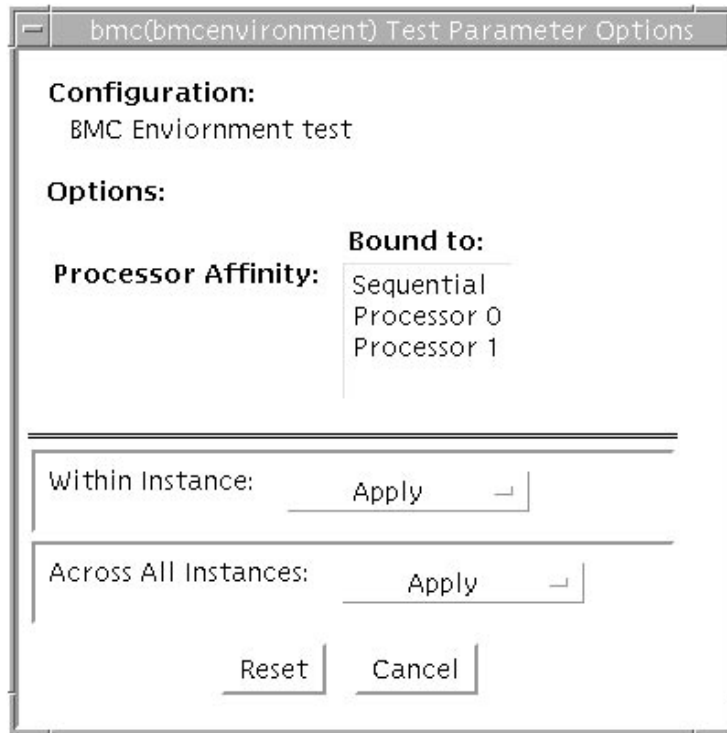 bmc(bmcenvironment) Test Parameter Options
Configuration:
BMC Enviornment test
Options:
Bound to:
Processor Affinity:
Sequential
Processor 0
Processor 1
Within Instance: Apply
Across All Instances: Apply
Reset Cancel